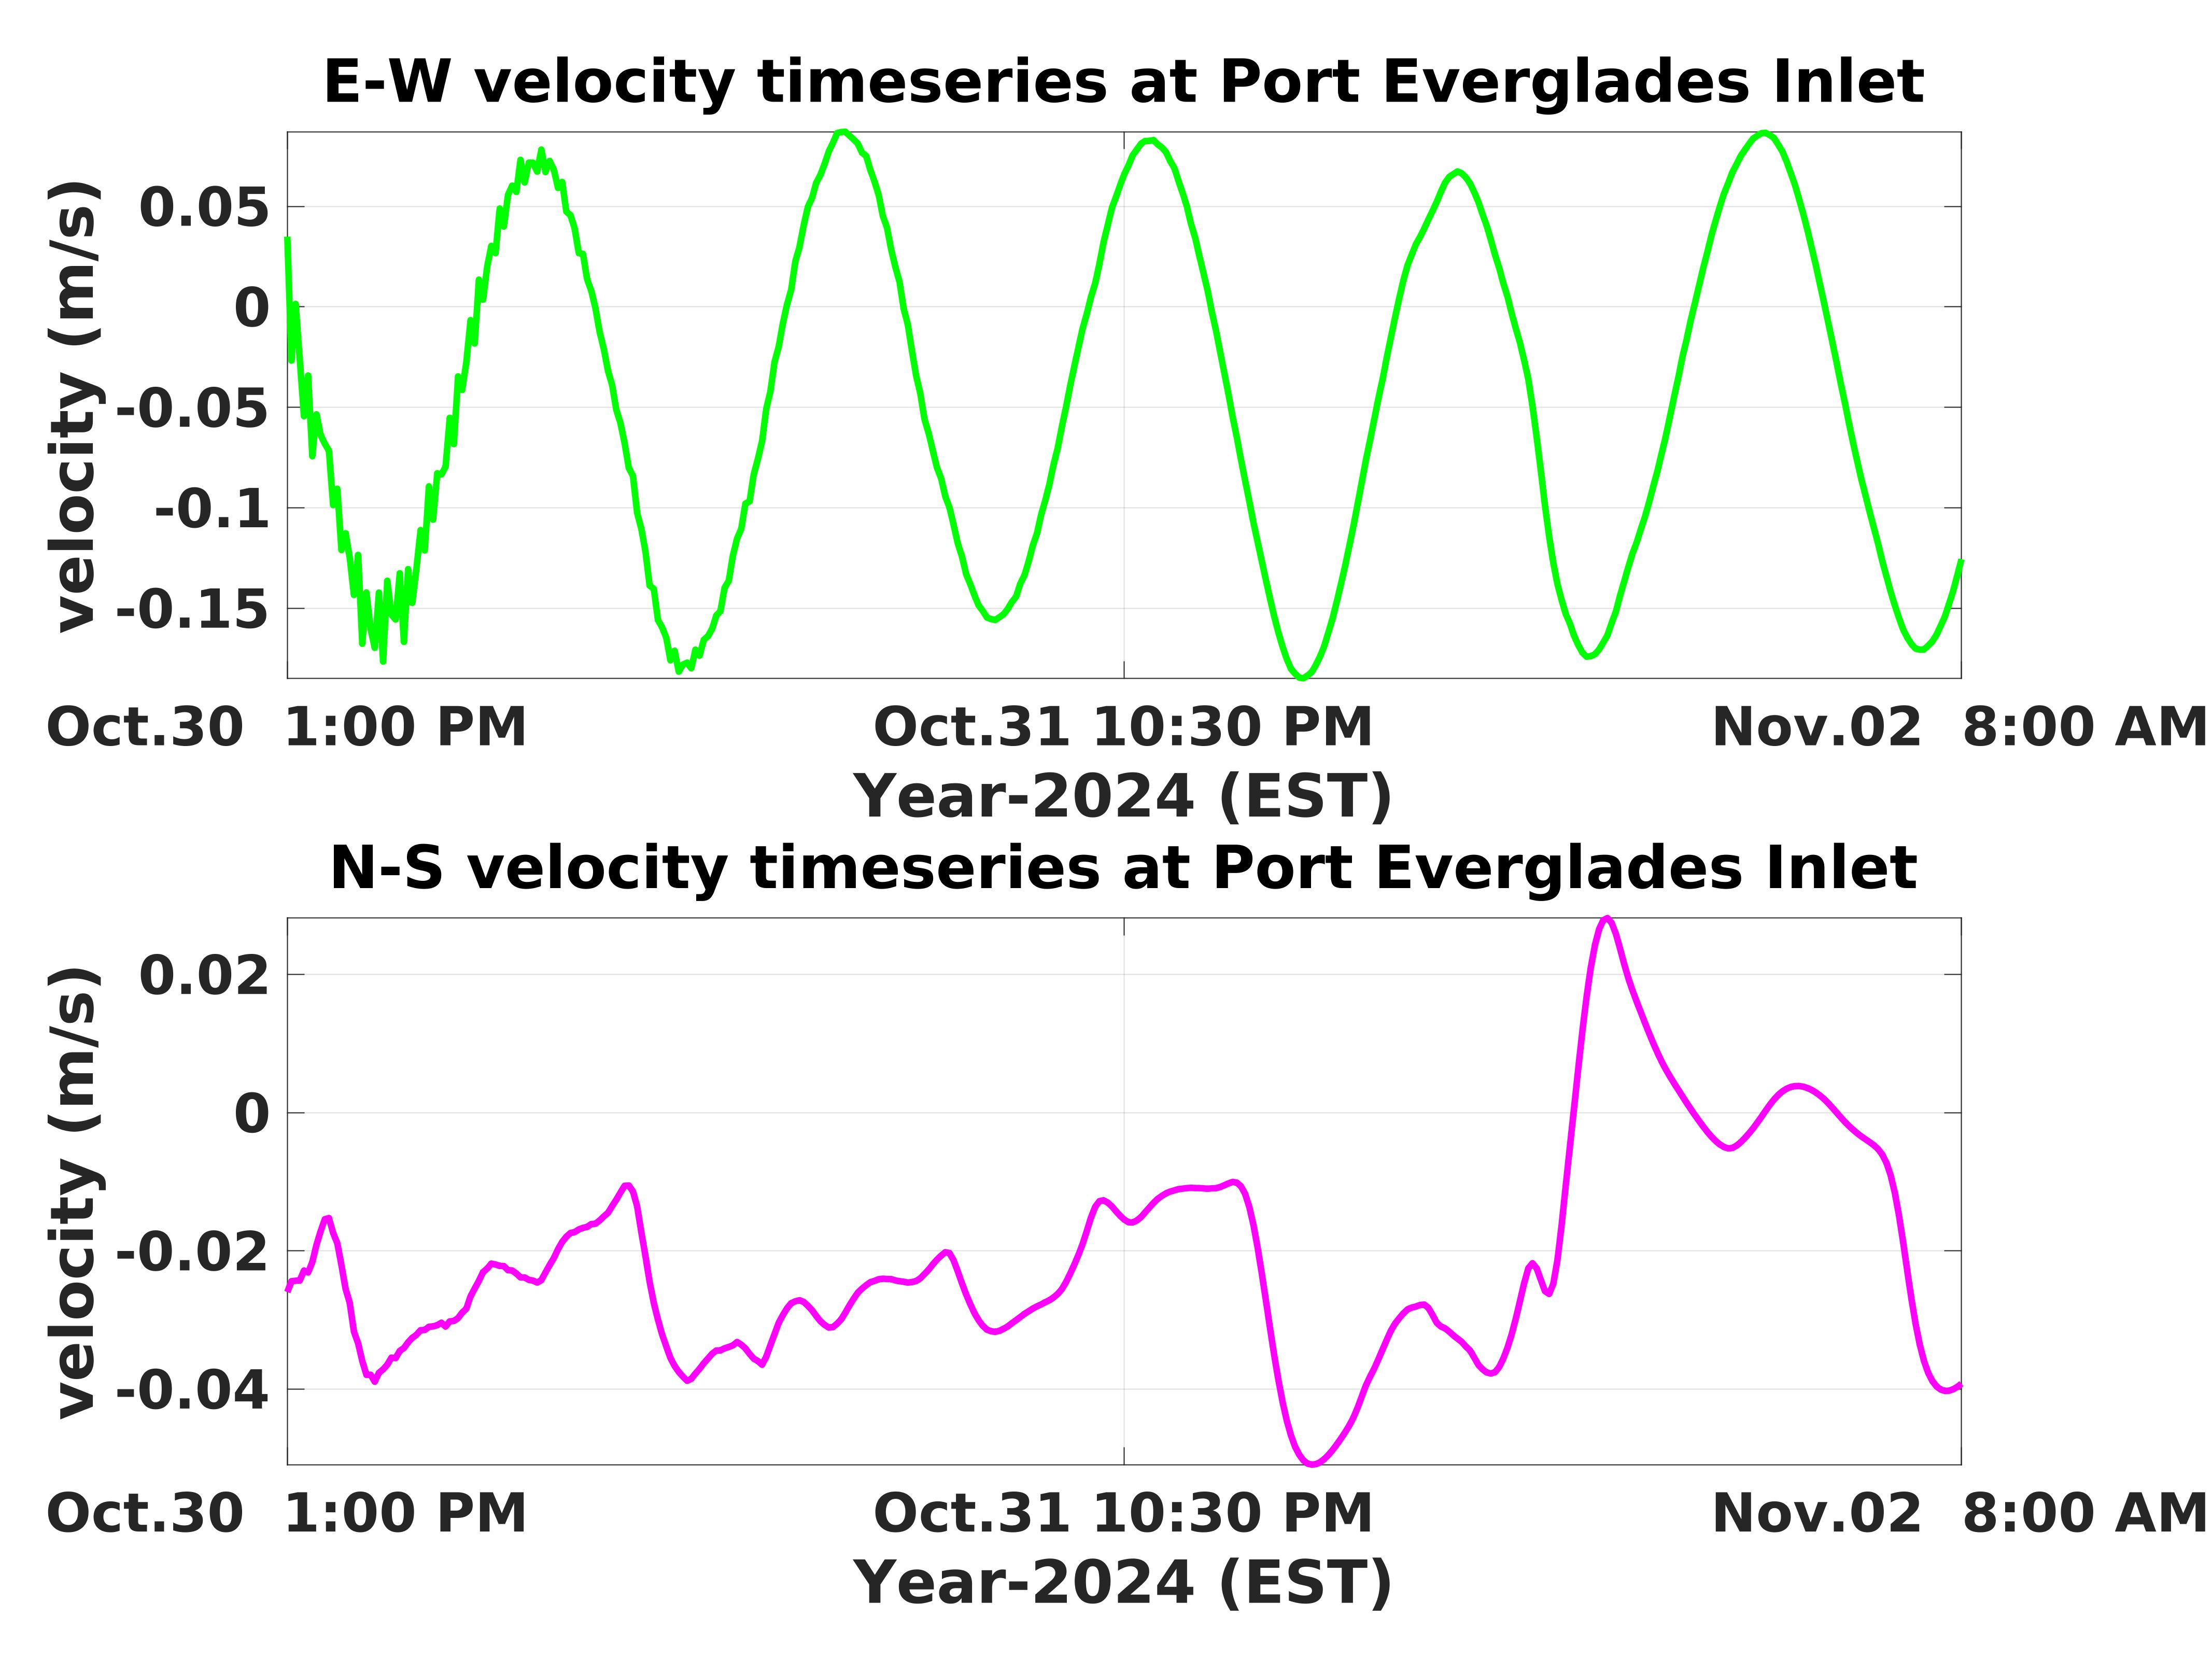 E-W velocity timeseries at Port Everglades Inlet
velocity (m/s)
0.05
0
-0.05
-0.1
-0.15
Oct.30 1:00 PM Oct.31 10:30 PM Nov.02 8:00 AM
Year-2024 (EST)
N-S velocity timeseries at Port Everglades Inlet
velocity (m/s)
0.02
0
-0.02
-0.04
Oct.30 1:00 PM Oct.31 10:30 PM Nov.02 8:00 AM
Year-2024 (EST)